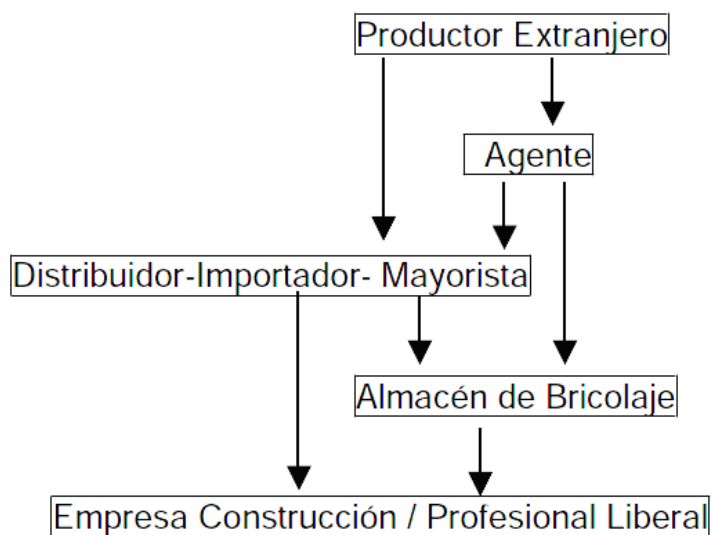 Productor Extranjero
Agente
Distribuidor-Importador- Mayorista
Almacén de Bricolaje
Empresa Construcción / Profesional Liberal